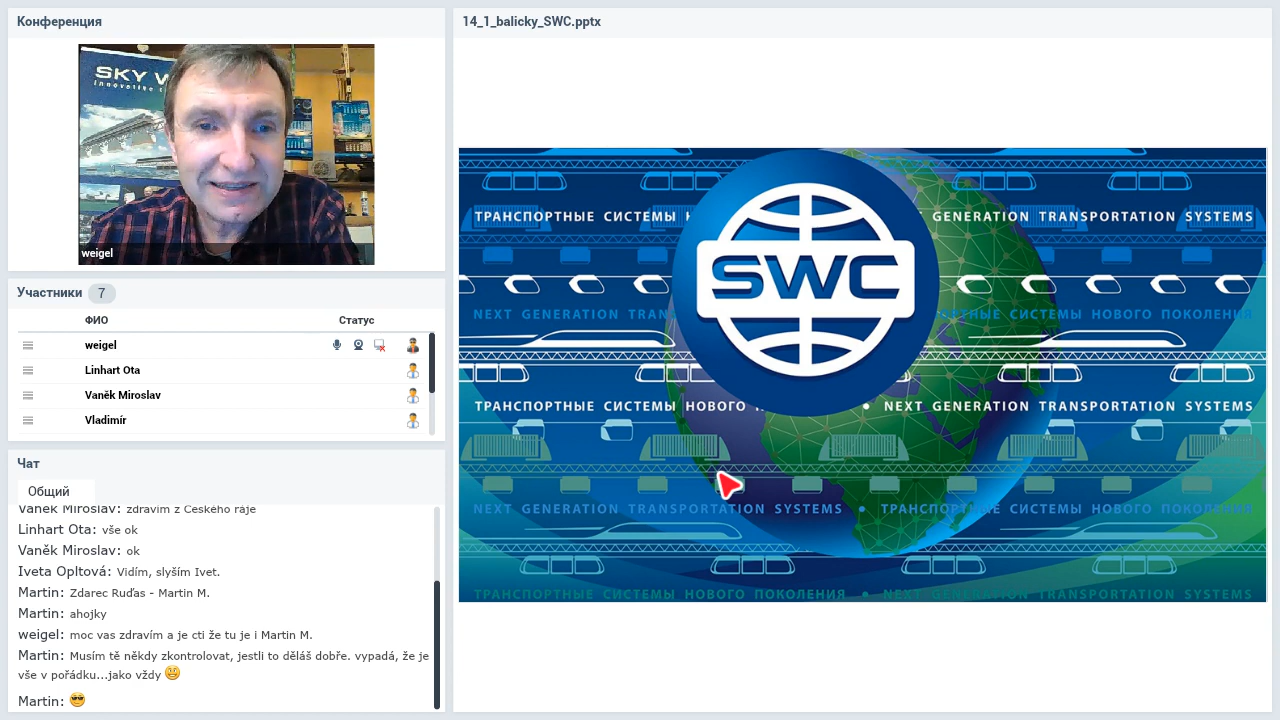 Конференция
SKY W
weigel
Участники 7
ФИО Статус
weigel
Linhart Ota
Vaněk Miroslav
Vladimír
Чат
Общий
Vaněk Miroslav: zdravím z Českého ráje
Linhart Ota: vše ok
Vaněk Miroslav: ok
Iveta Opltová: Vidím, slyším Ivet.
Martin: Zdarec Ruďas - Martin M.
Martin: ahojky
weigel: moc vas zdravím a je cti že tu je i Martin M.
Martin: Musím tě někdy zkontrolovat, jestli to děláš dobře. vypadá, že je
vše v pořádku...jako vždy
Martin:
14_1_balicky_SWC.pptx
ТРАНСПОРТНЫЕ СИСТЕМЫ Н GENERATION TRANSPORTATION SYSTEMS
SWC
NEXT GENERATION TRAN ОРТНЫЕ СИСТЕМЫ НОВОГО ПОКОЛЕНИЯ
ТРАНСПОРТНЫЕ СИСТЕМЫ НОВОГО • NEXT GENERATION TRANSPORTATION SYSTEMS
NEXT GENERATION TRANSPORTATION SYSTEMS • ТРАНСПОРТНЫЕ СИСТЕМЫ НОВОГО ПОКОЛЕНИЯ
ТРАНСПОРТНЫЕ СИСТЕМЫ НОВОГО ПОКОЛЕНИЯ • NEXT GENERATION TRANSPORTATION SYSTEMS